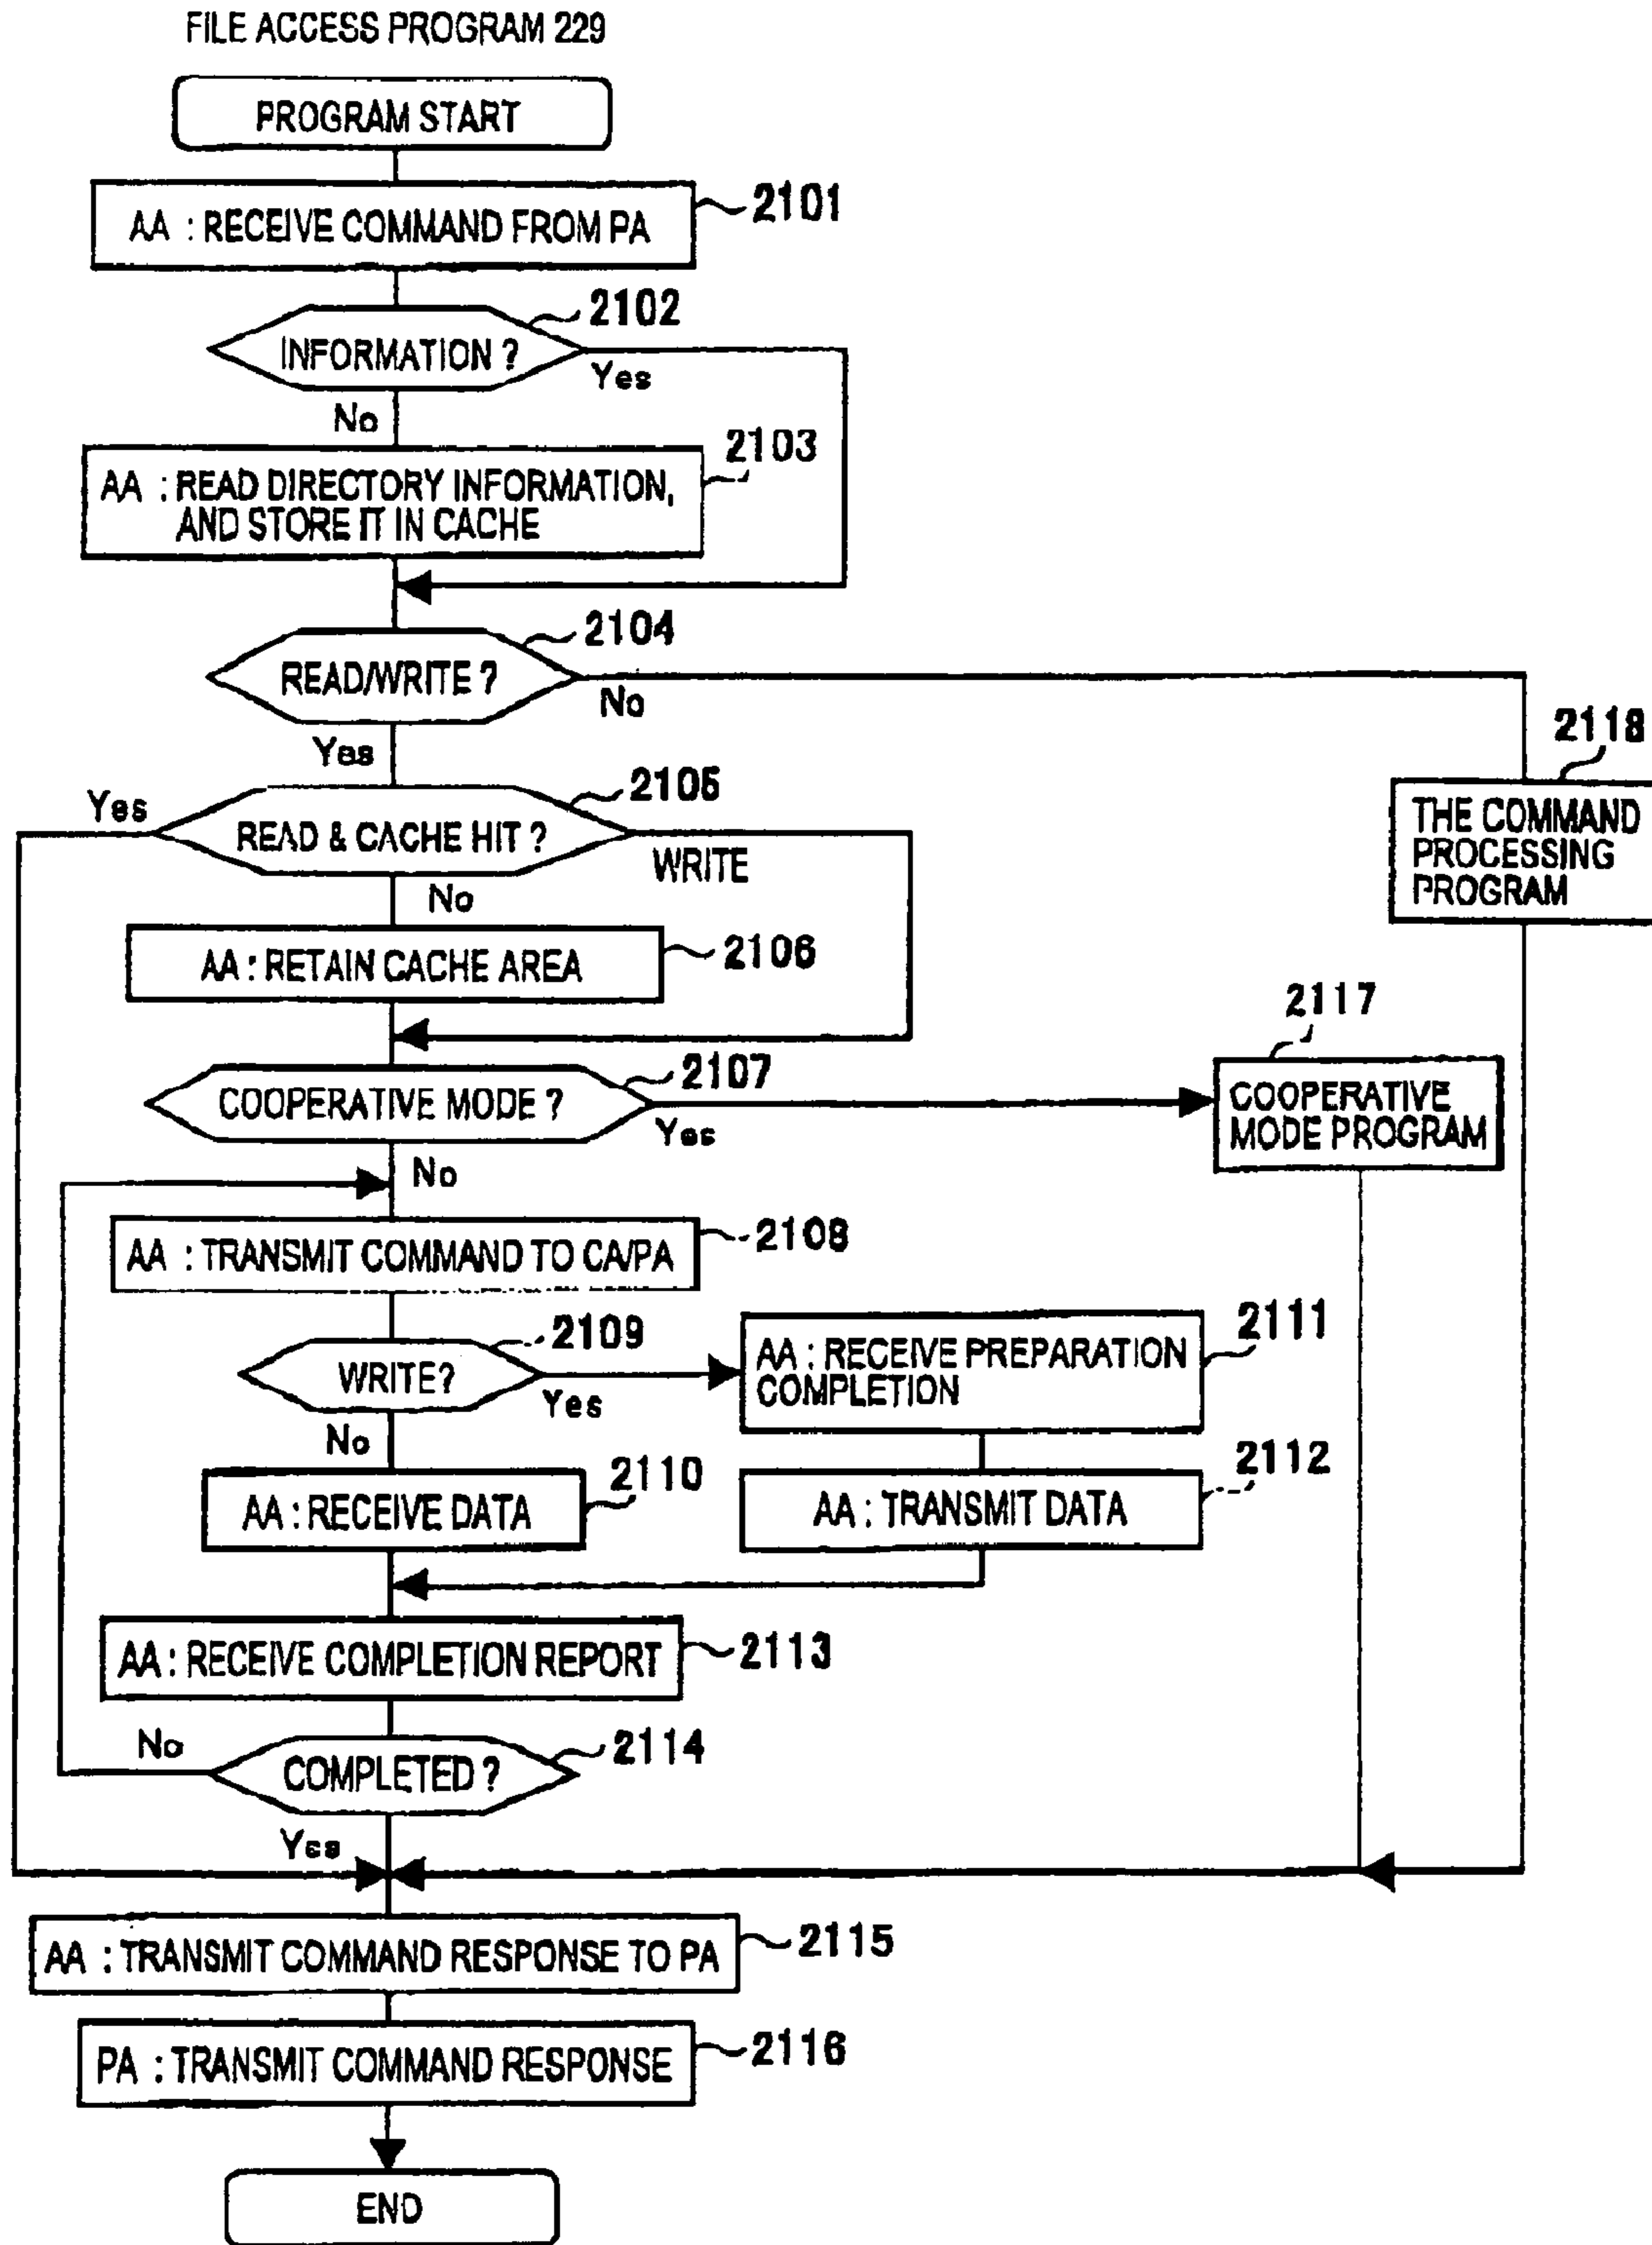 FILE ACCESS PROGRAM 229
PROGRAM START
AA : RECEIVE COMMAND FROM PA
2101
2102
INFORMATION ?
Yes
No
2103
AA : READ DIRECTORY INFORMATION,
AND STORE IT IN CACHE
2104
READ/WRITE ?
No
Yes
2118
THE COMMAND
PROCESSING
PROGRAM
2105
Yes
READ & CACHE HIT ?
WRITE
No
AA : RETAIN CACHE AREA
2106
2107
COOPERATIVE MODE ?
Yes
No
2117
COOPERATIVE
MODE PROGRAM
AA : TRANSMIT COMMAND TO CA/PA
2108
2109
WRITE?
Yes
No
2111
AA : RECEIVE PREPARATION
COMPLETION
2110
AA : RECEIVE DATA
2112
AA : TRANSMIT DATA
AA : RECEIVE COMPLETION REPORT
2113
No
COMPLETED ?
2114
Yes
AA : TRANSMIT COMMAND RESPONSE TO PA
2115
PA : TRANSMIT COMMAND RESPONSE
2116
END